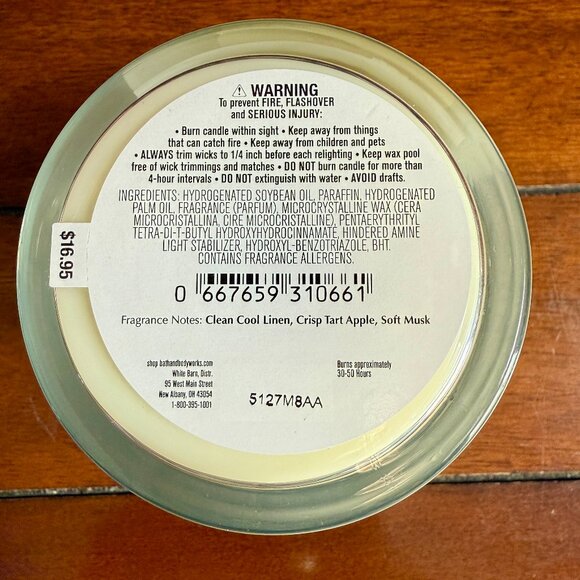 ⚠ WARNING
To prevent FIRE, FLASHOVER
and SERIOUS INJURY:
• Burn candle within sight • Keep away from things
that can catch fire • Keep away from children and pets
• ALWAYS trim wicks to 1/4 inch before each relighting • Keep wax pool
free of wick trimmings and matches • DO NOT burn candle for more than
4-hour intervals • DO NOT extinguish with water • AVOID drafts.
INGREDIENTS: HYDROGENATED SOYBEAN OIL, PARAFFIN, HYDROGENATED
PALM OIL, FRAGRANCE (PARFUM), MICROCRYSTALLINE WAX (CERA
MICROCRISTALLINA, CIRE MICROCRISTALLINE), PENTAERYTHRITYL
TETRA-DI-T-BUTYL HYDROXYHYDROCINNAMATE, HINDERED AMINE
LIGHT STABILIZER, HYDROXYL-BENZOTRIAZOLE, BHT.
CONTAINS FRAGRANCE ALLERGENS.
$16.95
0 667659 310661
Fragrance Notes: Clean Cool Linen, Crisp Tart Apple, Soft Musk
shop bathandbodyworks.com
White Barn, Distr.
95 West Main Street
New Albany, OH 43054
1-800-395-1001
Burns approximately
30-50 Hours
5127M8AA